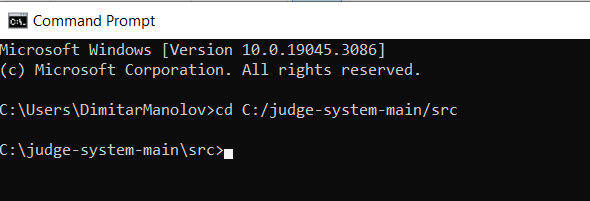 Command Prompt
Microsoft Windows [Version 10.0.19045.3086]
(c) Microsoft Corporation. All rights reserved.
C:\Users\DimitarManolov>cd C:/judge-system-main/src
C:\judge-system-main\src>